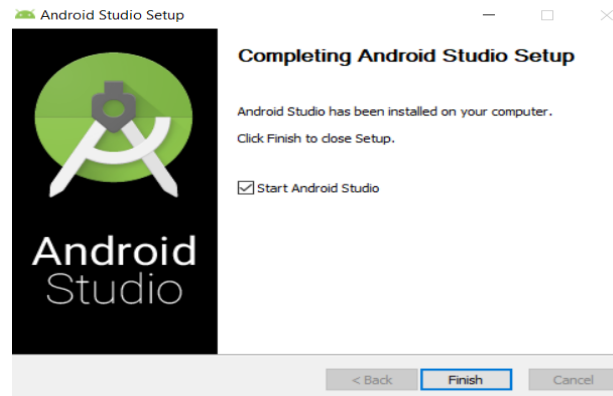 Android Studio Setup
Completing Android Studio Setup
Android Studio has been installed on your computer.
Click Finish to close Setup.
Start Android Studio
Android
Studio
< Back
Finish
Cancel